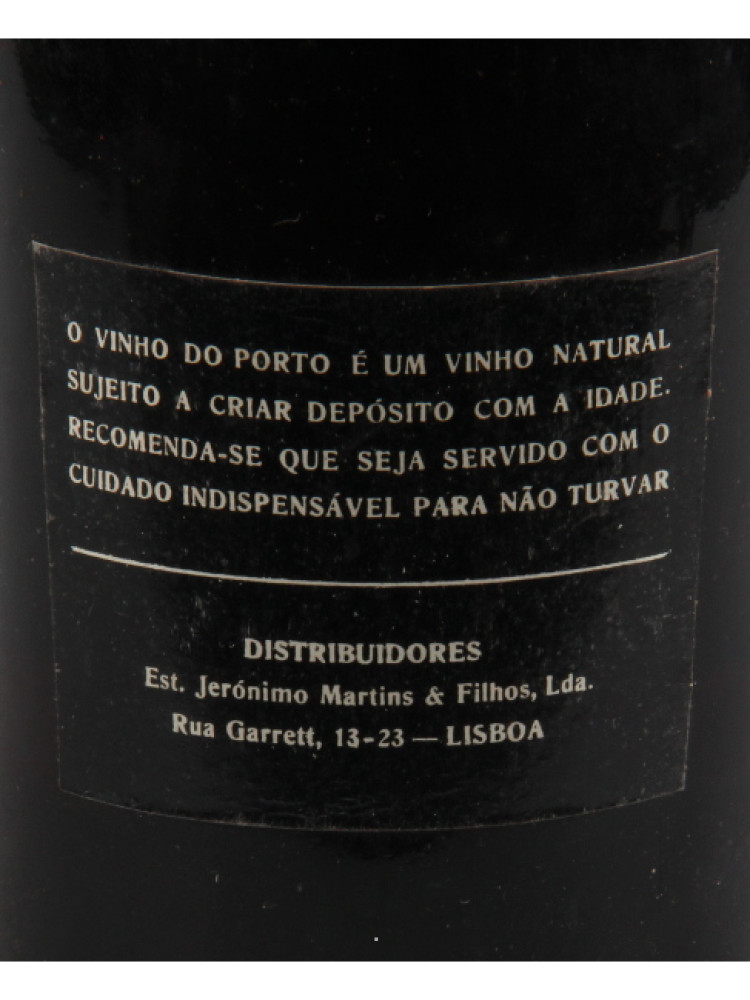 O VINHO DO PORTO É UM VINHO NATURAL
SUJEITO A CRIAR DEPÓSITO COM A IDADE.
RECOMENDA-SE QUE SEJA SERVIDO COM O
CUIDADO INDISPENSÁVEL PARA NÃO TURVAR
DISTRIBUIDORES
Est. Jerónimo Martins & Filhos, Lda.
Rua Garrett, 13-23 — LISBOA